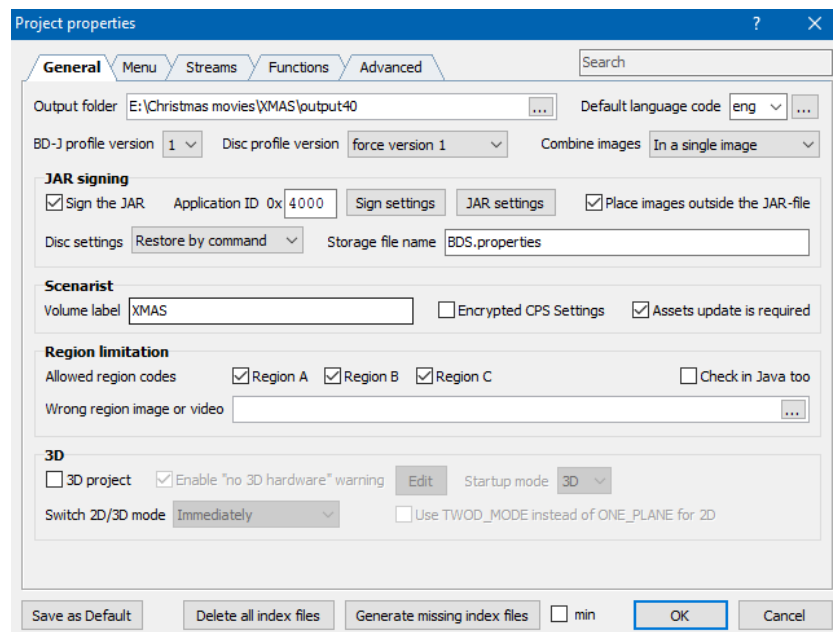 Project properties
?
General Menu Streams Functions Advanced Search
Output folder E:\Christmas movies\XMAS\output40 ... Default language code eng ...
BD-J profile version 1 Disc profile version force version 1 Combine images In a single image
JAR signing
Sign the JAR Application ID 0x 4000 Sign settings JAR settings Place images outside the JAR-file
Disc settings Restore by command Storage file name BDS.properties
Scenarist
Volume label XMAS Encrypted CPS Settings Assets update is required
Region limitation
Allowed region codes Region A Region B Region C Check in Java too
Wrong region image or video ...
3D
3D project Enable "no 3D hardware" warning Edit Startup mode 3D
Switch 2D/3D mode Immediately Use TWOD_MODE instead of ONE_PLANE for 2D
Save as Default Delete all index files Generate missing index files min OK Cancel